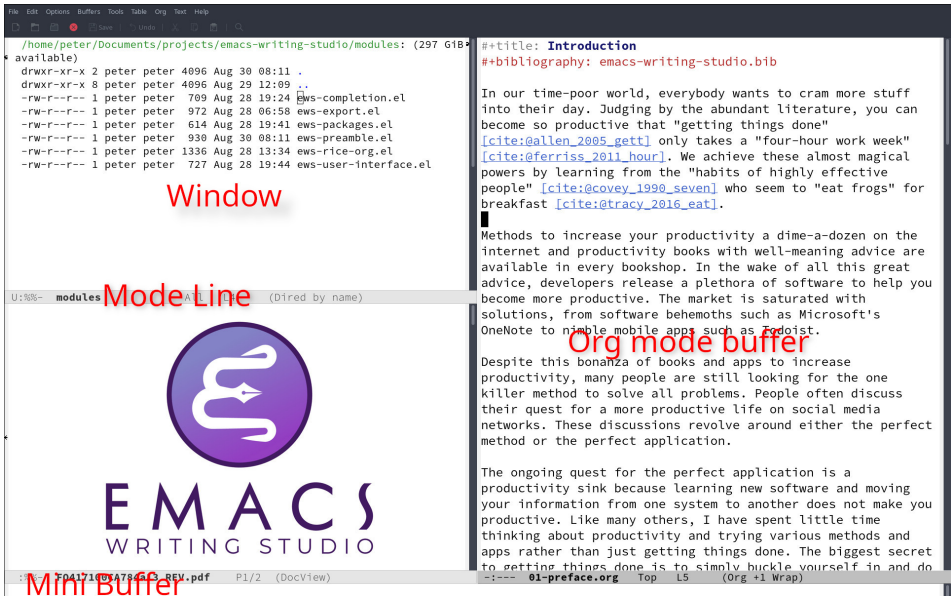 File Edit Options Buffers Tools Table Org Text Help
Save Undo
/home/peter/Documents/projects/emacs-writing-studio/modules: (297 GiB
available)
drwxr-xr-x 2 peter peter 4096 Aug 30 08:11 .
drwxr-xr-x 8 peter peter 4096 Aug 29 12:09 ..
-rw-r--r-- 1 peter peter 709 Aug 28 19:24 ews-completion.el
-rw-r--r-- 1 peter peter 972 Aug 28 06:58 ews-export.el
-rw-r--r-- 1 peter peter 614 Aug 28 19:41 ews-packages.el
-rw-r--r-- 1 peter peter 930 Aug 30 08:11 ews-preamble.el
-rw-r--r-- 1 peter peter 1336 Aug 28 13:34 ews-rice-org.el
-rw-r--r-- 1 peter peter 727 Aug 28 19:44 ews-user-interface.el
Window
U:%%- modules All (Dired by name)
Mode Line
EMACS
WRITING STUDIO
P1/2 (DocView)
Mini Buffer
#+title: Introduction
#+bibliography: emacs-writing-studio.bib
In our time-poor world, everybody wants to cram more stuff
into their day. Judging by the abundant literature, you can
become so productive that "getting things done"
[cite:@allen_2005_gett] only takes a "four-hour work week"
[cite:@ferriss_2011_hour]. We achieve these almost magical
powers by learning from the "habits of highly effective
people" [cite:@covey_1990_seven] who seem to "eat frogs" for
breakfast [cite:@tracy_2016_eat].
Methods to increase your productivity a dime-a-dozen on the
internet and productivity books with well-meaning advice are
available in every bookshop. In the wake of all this great
advice, developers release a plethora of software to help you
become more productive. The market is saturated with
solutions, from software behemoths such as Microsoft's
OneNote to nimble mobile apps such as Todoist.
Org mode buffer
Despite this bonanza of books and apps to increase
productivity, many people are still looking for the one
killer method to solve all problems. People often discuss
their quest for a more productive life on social media
networks. These discussions revolve around either the perfect
method or the perfect application.
The ongoing quest for the perfect application is a
productivity sink because learning new software and moving
your information from one system to another does not make you
productive. Like many others, I have spent little time
thinking about productivity and trying various methods and
apps rather than just getting things done. The biggest secret
to getting things done is to simply buckle yourself in and do
-:--- 01-preface.org Top L5 (Org +1 Wrap)